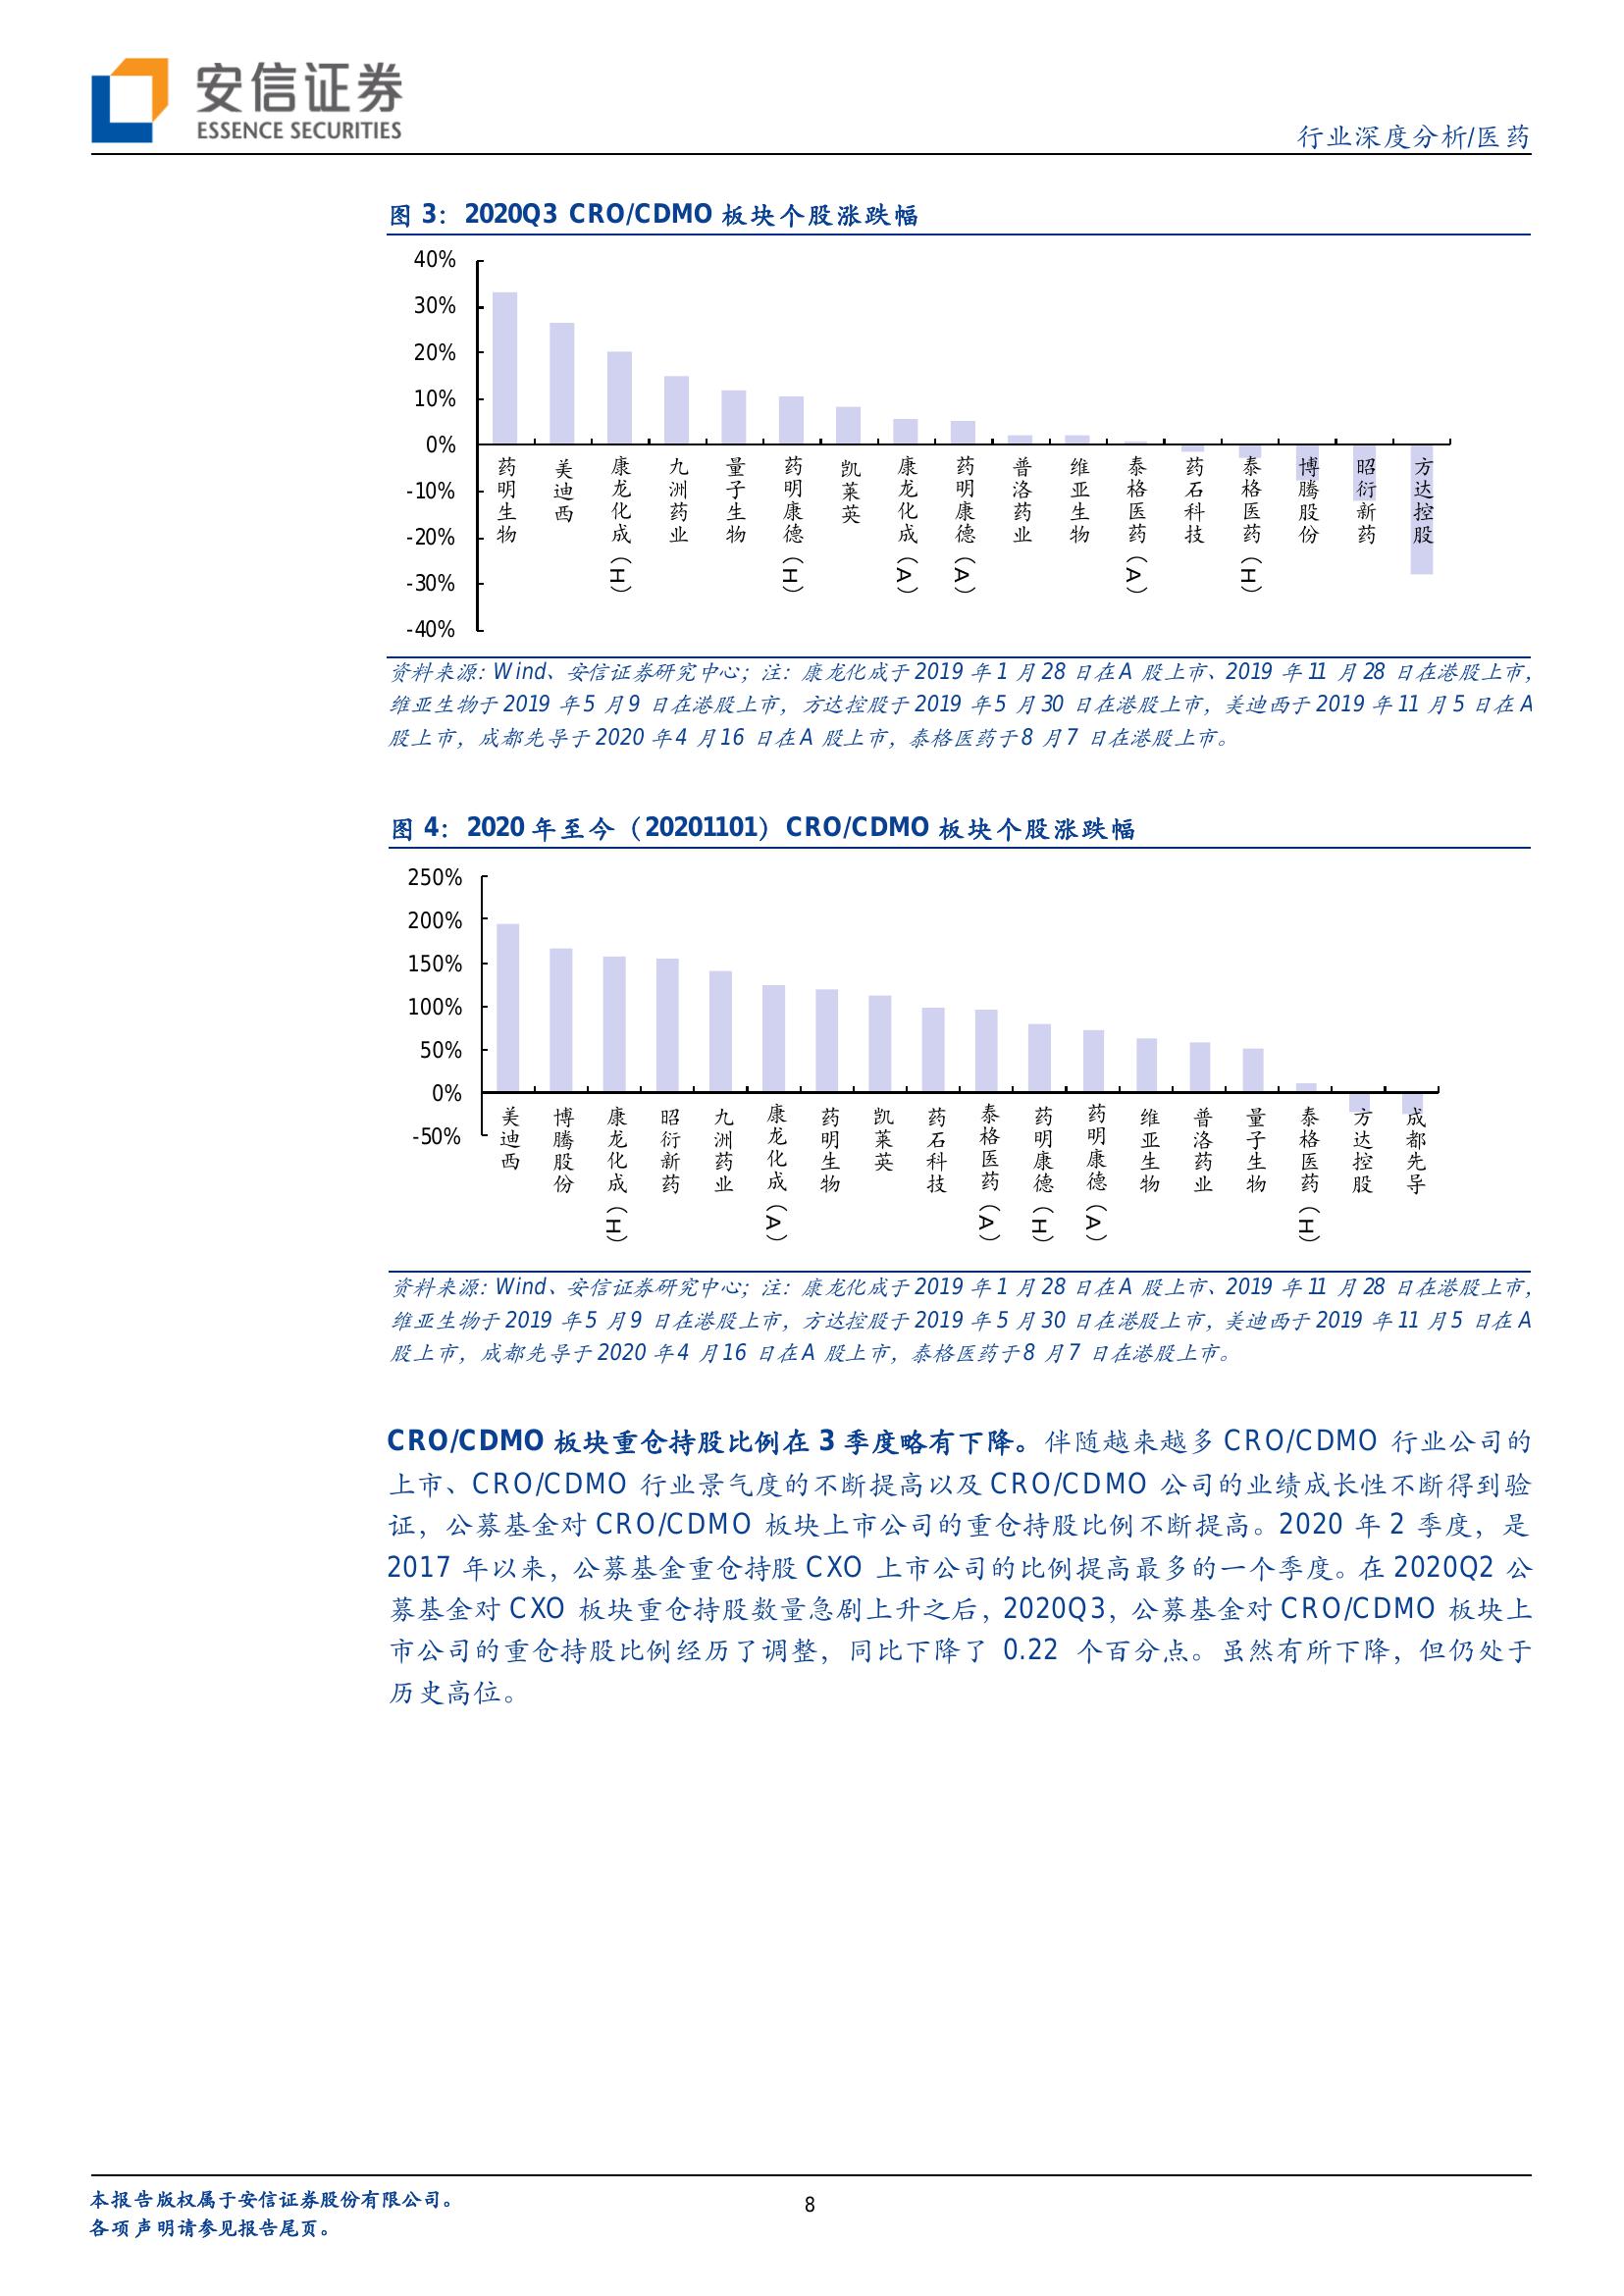 安信证券
ESSENCE SECURITIES
行业深度分析/医药
图 3：2020Q3 CRO/CDMO 板块个股涨跌幅
40%
30%
20%
10%
0%
-10%
-20%
-30%
-40%
药明生物
美迪西
康龙化成（H）
九洲药业
量子生物
药明康德（H）
凯莱英
康龙化成（A）
药明康德（A）
普洛药业
维亚生物
泰格医药（A）
药石科技
泰格医药（H）
博腾股份
昭衍新药
方达控股
资料来源：Wind、安信证券研究中心；注：康龙化成于 2019 年 1 月 28 日在 A 股上市、2019 年 11 月 28 日在港股上市，
维亚生物于 2019 年 5 月 9 日在港股上市，方达控股于 2019 年 5 月 30 日在港股上市，美迪西于 2019 年 11 月 5 日在 A
股上市，成都先导于 2020 年 4 月 16 日在 A 股上市，泰格医药于 8 月 7 日在港股上市。
图 4：2020 年至今（20201101）CRO/CDMO 板块个股涨跌幅
250%
200%
150%
100%
50%
0%
-50%
美迪西
博腾股份
康龙化成（H）
昭衍新药
九洲药业
康龙化成（A）
药明生物
凯莱英
药石科技
泰格医药（A）
药明康德（H）
药明康德（A）
维亚生物
普洛药业
量子生物
泰格医药（H）
方达控股
成都先导
资料来源：Wind、安信证券研究中心；注：康龙化成于 2019 年 1 月 28 日在 A 股上市、2019 年 11 月 28 日在港股上市，
维亚生物于 2019 年 5 月 9 日在港股上市，方达控股于 2019 年 5 月 30 日在港股上市，美迪西于 2019 年 11 月 5 日在 A
股上市，成都先导于 2020 年 4 月 16 日在 A 股上市，泰格医药于 8 月 7 日在港股上市。
CRO/CDMO 板块重仓持股比例在 3 季度略有下降。伴随越来越多 CRO/CDMO 行业公司的
上市、CRO/CDMO 行业景气度的不断提高以及 CRO/CDMO 公司的业绩成长性不断得到验
证，公募基金对 CRO/CDMO 板块上市公司的重仓持股比例不断提高。2020 年 2 季度，是
2017 年以来，公募基金重仓持股 CXO 上市公司的比例提高最多的一个季度。在 2020Q2 公
募基金对 CXO 板块重仓持股数量急剧上升之后，2020Q3，公募基金对 CRO/CDMO 板块上
市公司的重仓持股比例经历了调整，同比下降了 0.22 个百分点。虽然有所下降，但仍处于
历史高位。
本报告版权属于安信证券股份有限公司。
各项声明请参见报告尾页。
8